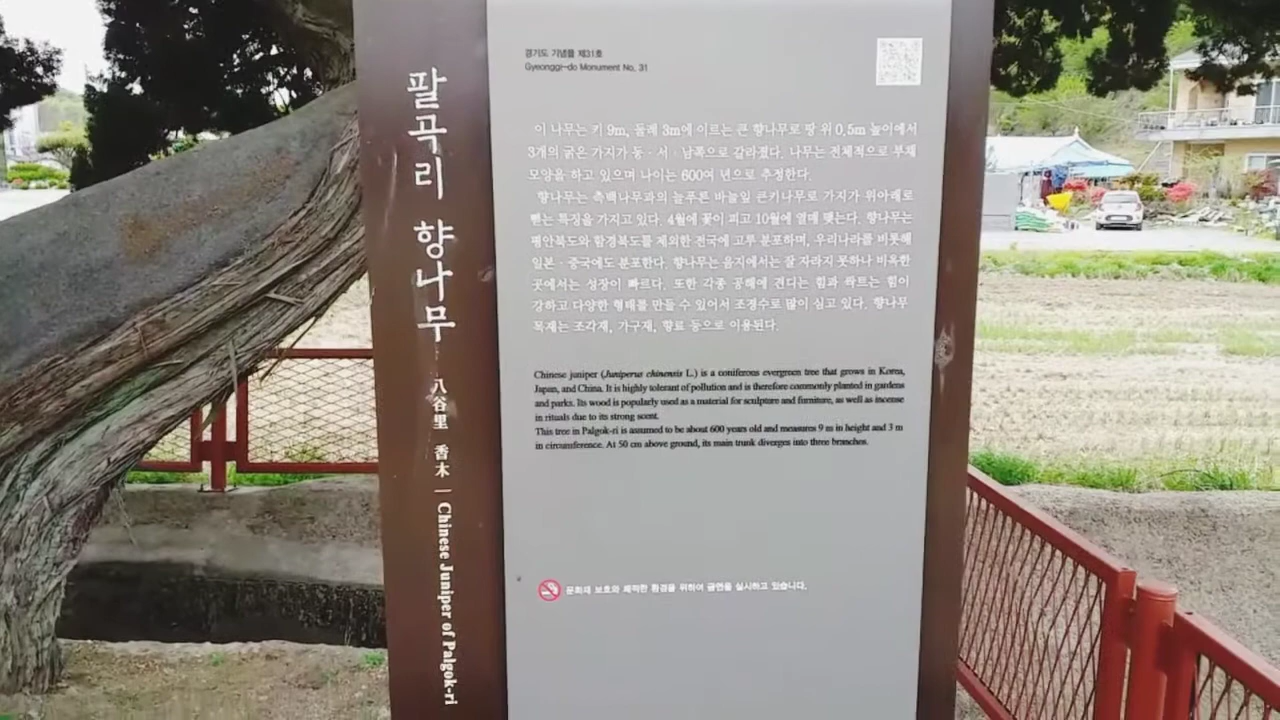 팔곡리 향나무
八谷里 香木 | Chinese Juniper of Palgok-ri
경기도 기념물 제31호
Gyeonggi-do Monument No. 31
이 나무는 키 9m, 둘레 3m에 이르는 큰 향나무로 땅 위 0.5m 높이에서
3개의 굵은 가지가 동·서·남쪽으로 갈라졌다. 나무는 전체적으로 부채
모양을 하고 있으며 나이는 600여 년으로 추정한다.
향나무는 측백나무과의 늘푸른 바늘잎 큰키나무로 가지가 위아래로
뻗는 특징을 가지고 있다. 4월에 꽃이 피고 10월에 열매 맺는다. 향나무는
평안북도와 함경북도를 제외한 전국에 고루 분포하며, 우리나라를 비롯해
일본·중국에도 분포한다. 향나무는 음지에서는 잘 자라지 못하나 비옥한
곳에서는 성장이 빠르다. 또한 각종 공해에 견디는 힘과 싹트는 힘이
강하고 다양한 형태를 만들 수 있어서 조경수로 많이 심고 있다. 향나무
목재는 조각재, 가구재, 향료 등으로 이용된다.
Chinese juniper (Juniperus chinensis L.) is a coniferous evergreen tree that grows in Korea,
Japan, and China. It is highly tolerant of pollution and is therefore commonly planted in gardens
and parks. Its wood is popularly used as a material for sculpture and furniture, as well as incense
in rituals due to its strong scent.
This tree in Palgok-ri is assumed to be about 600 years old and measures 9 m in height and 3 m
in circumference. At 50 cm above ground, its main trunk diverges into three branches.
문화재 보호와 쾌적한 환경을 위하여 금연을 실시하고 있습니다.